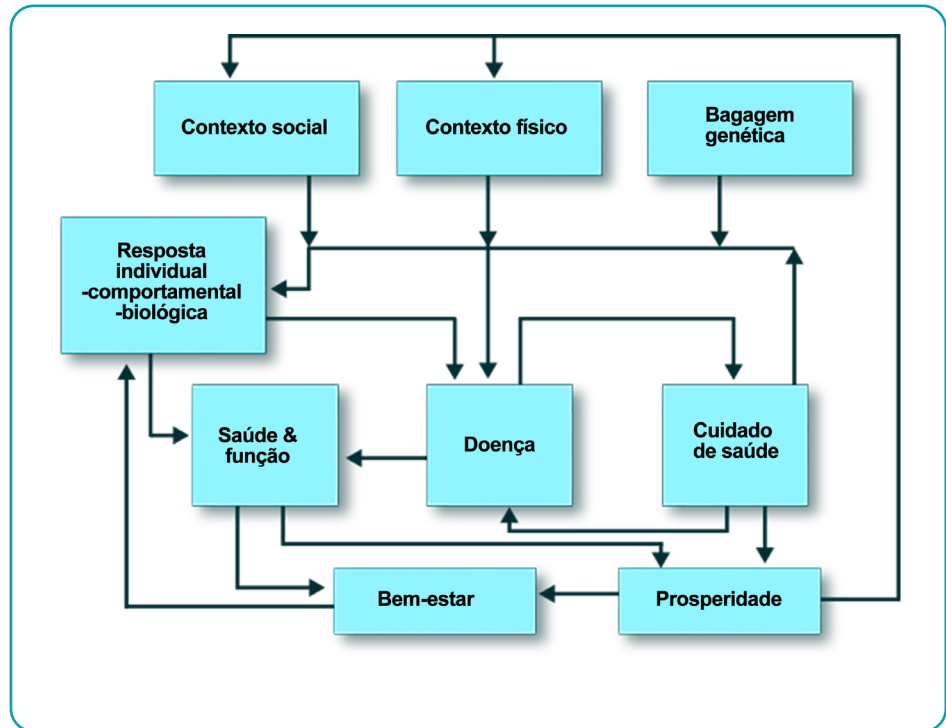 Contexto social
Contexto físico
Bagagem
genética
Resposta
individual
-comportamental
-biológica
Saúde &
função
Doença
Cuidado
de saúde
Bem-estar
Prosperidade